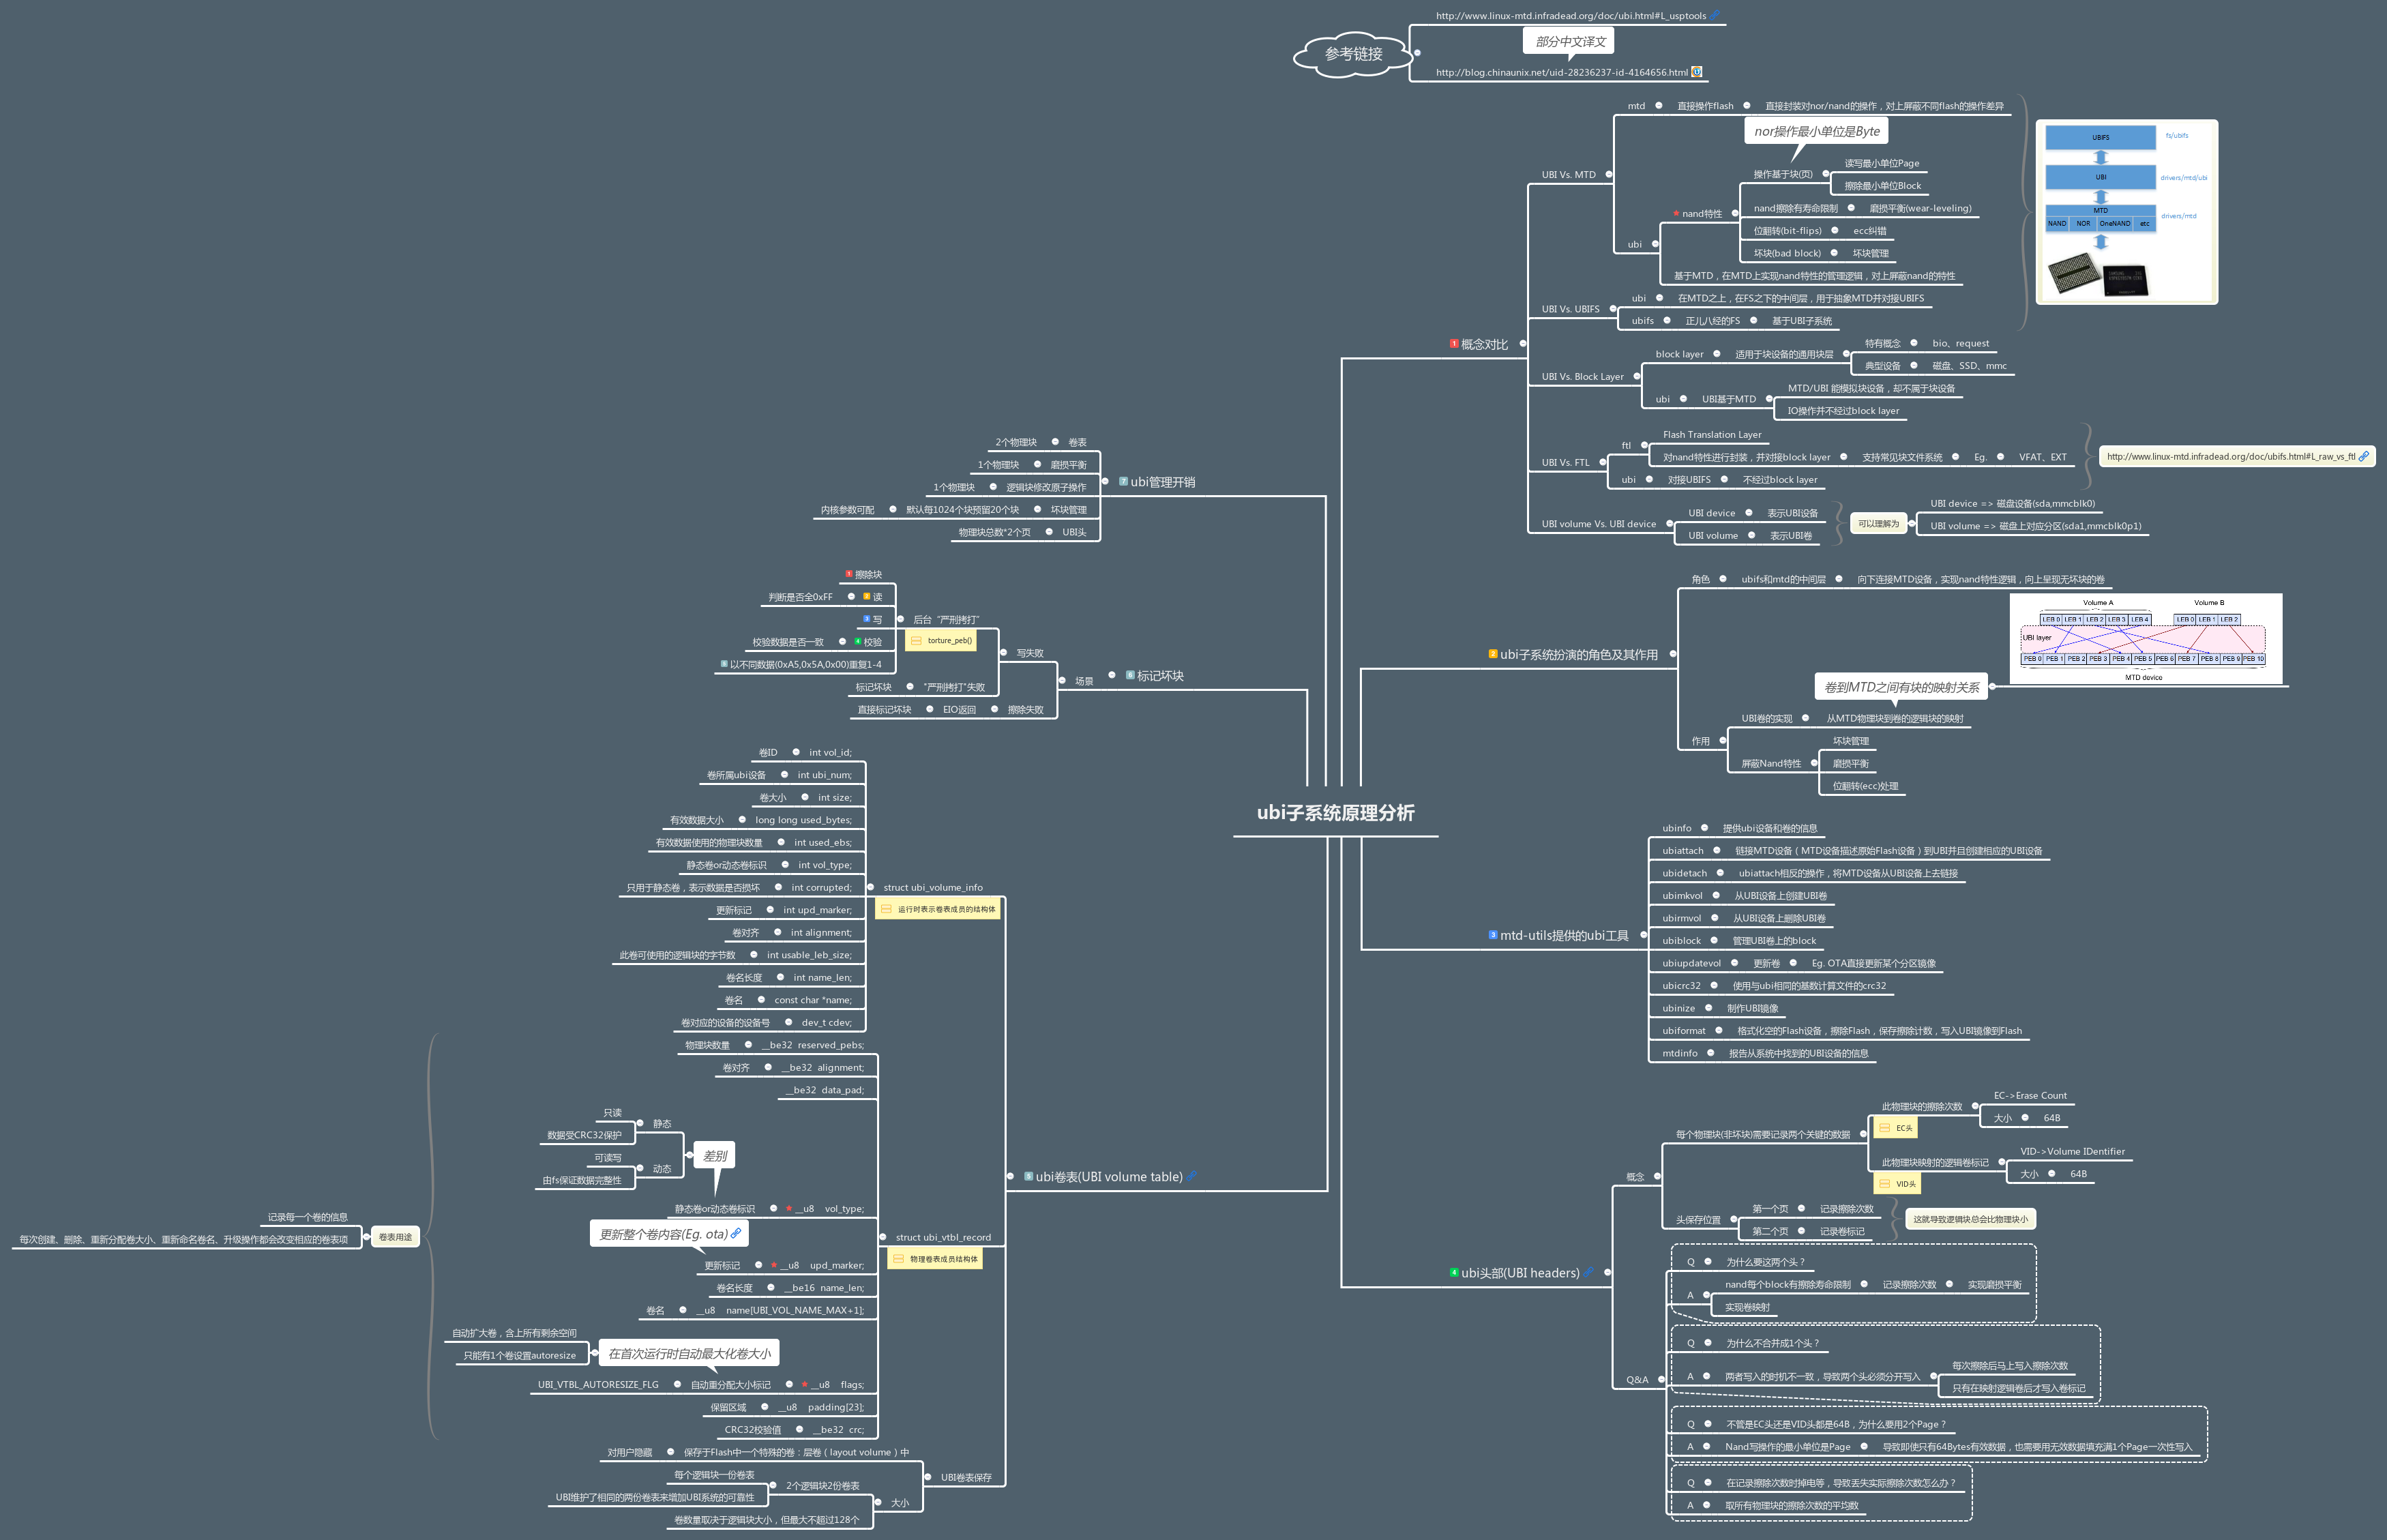 参考链接
http://www.linux-mtd.infradead.org/doc/ubi.html#L_usptools
部分中文译文
http://blog.chinaunix.net/uid-28236237-id-4164656.html
ubi子系统原理分析
1 概念对比
UBI Vs. MTD
mtd
直接操作flash
直接封装对nor/nand的操作，对上屏蔽不同flash的操作差异
nor操作最小单位是Byte
ubi
nand特性
操作基于块(页)
读写最小单位Page
擦除最小单位Block
nand擦除有寿命限制
磨损平衡(wear-leveling)
位翻转(bit-flips)
ecc纠错
坏块(bad block)
坏块管理
基于MTD，在MTD上实现nand特性的管理逻辑，对上屏蔽nand的特性
UBI Vs. UBIFS
ubi
在MTD之上，在FS之下的中间层，用于抽象MTD并对接UBIFS
ubifs
正儿八经的FS
基于UBI子系统
UBIFS
fs/ubifs
UBI
drivers/mtd/ubi
MTD
drivers/mtd
NAND
NOR
OneNAND
etc
UBI Vs. Block Layer
block layer
适用于块设备的通用块层
特有概念
bio、request
典型设备
磁盘、SSD、mmc
ubi
UBI基于MTD
MTD/UBI 能模拟块设备，却不属于块设备
IO操作并不经过block layer
UBI Vs. FTL
ftl
Flash Translation Layer
对nand特性进行封装，并对接block layer
支持常见块文件系统
Eg.
VFAT、EXT
ubi
对接UBIFS
不经过block layer
http://www.linux-mtd.infradead.org/doc/ubifs.html#L_raw_vs_ftl
UBI volume Vs. UBI device
UBI device
表示UBI设备
UBI volume
表示UBI卷
可以理解为
UBI device => 磁盘设备(sda,mmcblk0)
UBI volume => 磁盘上对应分区(sda1,mmcblk0p1)
2 ubi子系统扮演的角色及其作用
角色
ubifs和mtd的中间层
向下连接MTD设备，实现nand特性逻辑，向上呈现无坏块的卷
Volume A
Volume B
LEB 0 LEB 1 LEB 2 LEB 3 LEB 4
LEB 0 LEB 1 LEB 2
UBI layer
PEB 0 PEB 1 PEB 2 PEB 3 PEB 4 PEB 5 PEB 6 PEB 7 PEB 8 PEB 9 PEB 10
MTD device
卷到MTD之间有块的映射关系
作用
UBI卷的实现
从MTD物理块到卷的逻辑块的映射
屏蔽Nand特性
坏块管理
磨损平衡
位翻转(ecc)处理
3 mtd-utils提供的ubi工具
ubinfo
提供ubi设备和卷的信息
ubiattach
链接MTD设备（MTD设备描述原始Flash设备）到UBI并且创建相应的UBI设备
ubidetach
ubiattach相反的操作，将MTD设备从UBI设备上去链接
ubimkvol
从UBI设备上创建UBI卷
ubirmvol
从UBI设备上删除UBI卷
ubiblock
管理UBI卷上的block
ubiupdatevol
更新卷
Eg. OTA直接更新某个分区镜像
ubicrc32
使用与ubi相同的基数计算文件的crc32
ubinize
制作UBI镜像
ubiformat
格式化空的Flash设备，擦除Flash，保存擦除计数，写入UBI镜像到Flash
mtdinfo
报告从系统中找到的UBI设备的信息
4 ubi头部(UBI headers)
概念
每个物理块(非坏块)需要记录两个关键的数据
此物理块的擦除次数
EC头
EC->Erase Count
大小
64B
此物理块映射的逻辑卷标记
VID头
VID->Volume IDentifier
大小
64B
头保存位置
第一个页
记录擦除次数
第二个页
记录卷标记
这就导致逻辑块总会比物理块小
Q&A
Q
为什么要这两个头？
A
nand每个block有擦除寿命限制
记录擦除次数
实现磨损平衡
实现卷映射
Q
为什么不合并成1个头？
A
两者写入的时机不一致，导致两个头必须分开写入
每次擦除后马上写入擦除次数
只有在映射逻辑卷后才写入卷标记
Q
不管是EC头还是VID头都是64B，为什么要用2个Page？
A
Nand写操作的最小单位是Page
导致即使只有64Bytes有效数据，也需要用无效数据填充满1个Page一次性写入
Q
在记录擦除次数时掉电等，导致丢失实际擦除次数怎么办？
A
取所有物理块的擦除次数的平均数
7 ubi管理开销
2个物理块
卷表
1个物理块
磨损平衡
1个物理块
逻辑块修改原子操作
内核参数可配
默认每1024个块预留20个块
坏块管理
物理块总数*2个页
UBI头
6 标记坏块
场景
写失败
后台“严刑拷打”
torture_peb()
1 擦除块
判断是否全0xFF
2 读
3 写
校验数据是否一致
4 校验
5 以不同数据(0xA5,0x5A,0x00)重复1-4
标记坏块
"严刑拷打"失败
直接标记坏块
EIO返回
擦除失败
5 ubi卷表(UBI volume table)
struct ubi_volume_info
运行时表示卷表成员的结构体
卷ID
int vol_id;
卷所属ubi设备
int ubi_num;
卷大小
int size;
有效数据大小
long long used_bytes;
有效数据使用的物理块数量
int used_ebs;
静态卷or动态卷标识
int vol_type;
只用于静态卷，表示数据是否损坏
int corrupted;
更新标记
int upd_marker;
卷对齐
int alignment;
此卷可使用的逻辑块的字节数
int usable_leb_size;
卷名长度
int name_len;
卷名
const char *name;
卷对应的设备的设备号
dev_t cdev;
struct ubi_vtbl_record
物理卷表成员结构体
物理块数量
__be32 reserved_pebs;
卷对齐
__be32 alignment;
__be32 data_pad;
只读
静态
数据受CRC32保护
差别
可读写
动态
由fs保证数据完整性
静态卷or动态卷标识
__u8 vol_type;
更新整个卷内容(Eg. ota)
更新标记
__u8 upd_marker;
卷名长度
__be16 name_len;
卷名
__u8 name[UBI_VOL_NAME_MAX+1];
自动扩大卷，含上所有剩余空间
只能有1个卷设置autoresize
在首次运行时自动最大化卷大小
UBI_VTBL_AUTORESIZE_FLG
自动重分配大小标记
__u8 flags;
保留区域
__u8 padding[23];
CRC32校验值
__be32 crc;
卷表用途
记录每一个卷的信息
每次创建、删除、重新分配卷大小、重新命名卷名、升级操作都会改变相应的卷表项
UBI卷表保存
对用户隐藏
保存于Flash中一个特殊的卷：层卷（layout volume）中
大小
每个逻辑块一份卷表
2个逻辑块2份卷表
UBI维护了相同的两份卷表来增加UBI系统的可靠性
卷数量取决于逻辑块大小，但最大不超过128个